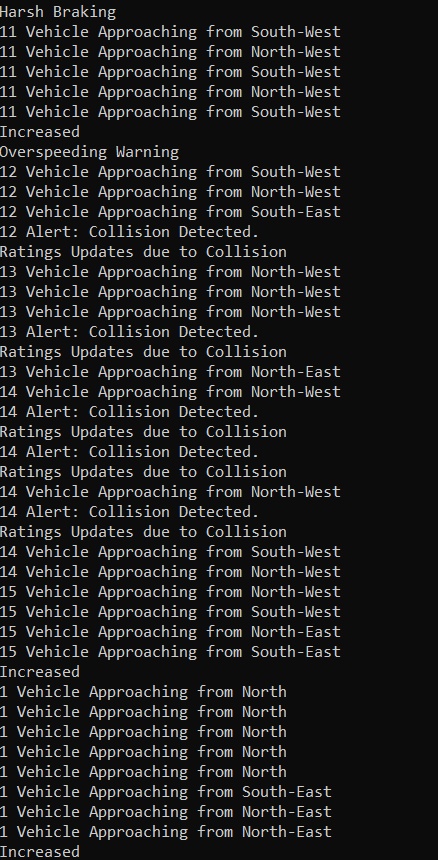 Harsh Braking
11 Vehicle Approaching from South-West
11 Vehicle Approaching from North-West
11 Vehicle Approaching from South-West
11 Vehicle Approaching from North-West
11 Vehicle Approaching from South-West
Increased
Overspeeding Warning
12 Vehicle Approaching from South-West
12 Vehicle Approaching from North-West
12 Vehicle Approaching from South-East
12 Alert: Collision Detected.
Ratings Updates due to Collision
13 Vehicle Approaching from North-West
13 Vehicle Approaching from North-West
13 Vehicle Approaching from North-West
13 Alert: Collision Detected.
Ratings Updates due to Collision
13 Vehicle Approaching from North-East
14 Vehicle Approaching from North-West
14 Alert: Collision Detected.
Ratings Updates due to Collision
14 Alert: Collision Detected.
Ratings Updates due to Collision
14 Vehicle Approaching from North-West
14 Alert: Collision Detected.
Ratings Updates due to Collision
14 Vehicle Approaching from South-West
14 Vehicle Approaching from North-West
15 Vehicle Approaching from North-West
15 Vehicle Approaching from South-West
15 Vehicle Approaching from North-East
15 Vehicle Approaching from South-East
Increased
1 Vehicle Approaching from North
1 Vehicle Approaching from North
1 Vehicle Approaching from North
1 Vehicle Approaching from North
1 Vehicle Approaching from North
1 Vehicle Approaching from South-East
1 Vehicle Approaching from North-East
1 Vehicle Approaching from North-East
Increased